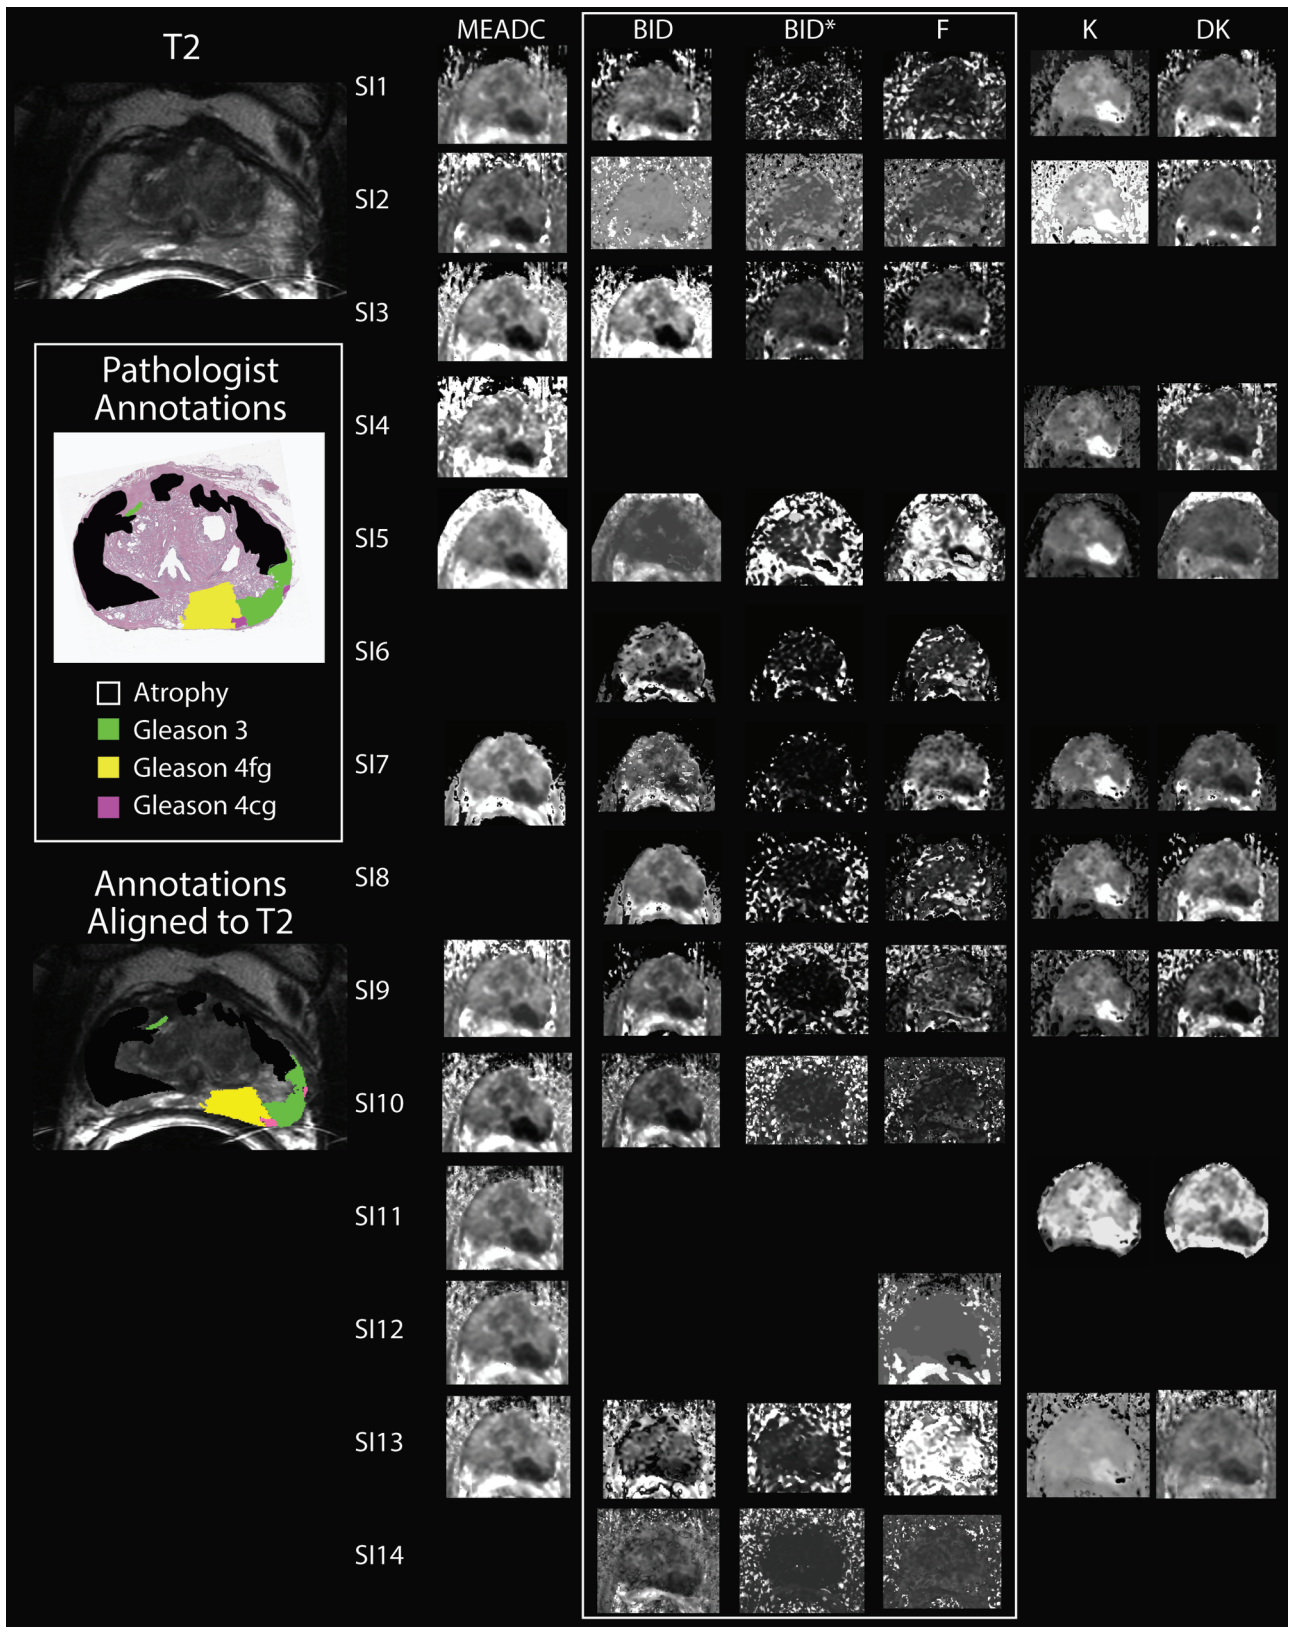 T2
MEADC BID BID* F K DK
SI1
SI2
SI3
Pathologist
Annotations
SI4
SI5
SI6
Atrophy
Gleason 3
Gleason 4fg
Gleason 4cg
SI7
Annotations
Aligned to T2
SI8
SI9
SI10
SI11
SI12
SI13
SI14